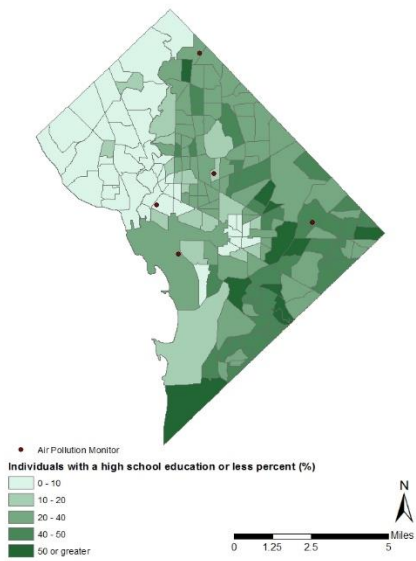 Air Pollution Monitor
Individuals with a high school education or less percent (%)
0 - 10
10 - 20
20 - 40
40 - 50
50 or greater
N
Miles
0 1.25 2.5 5